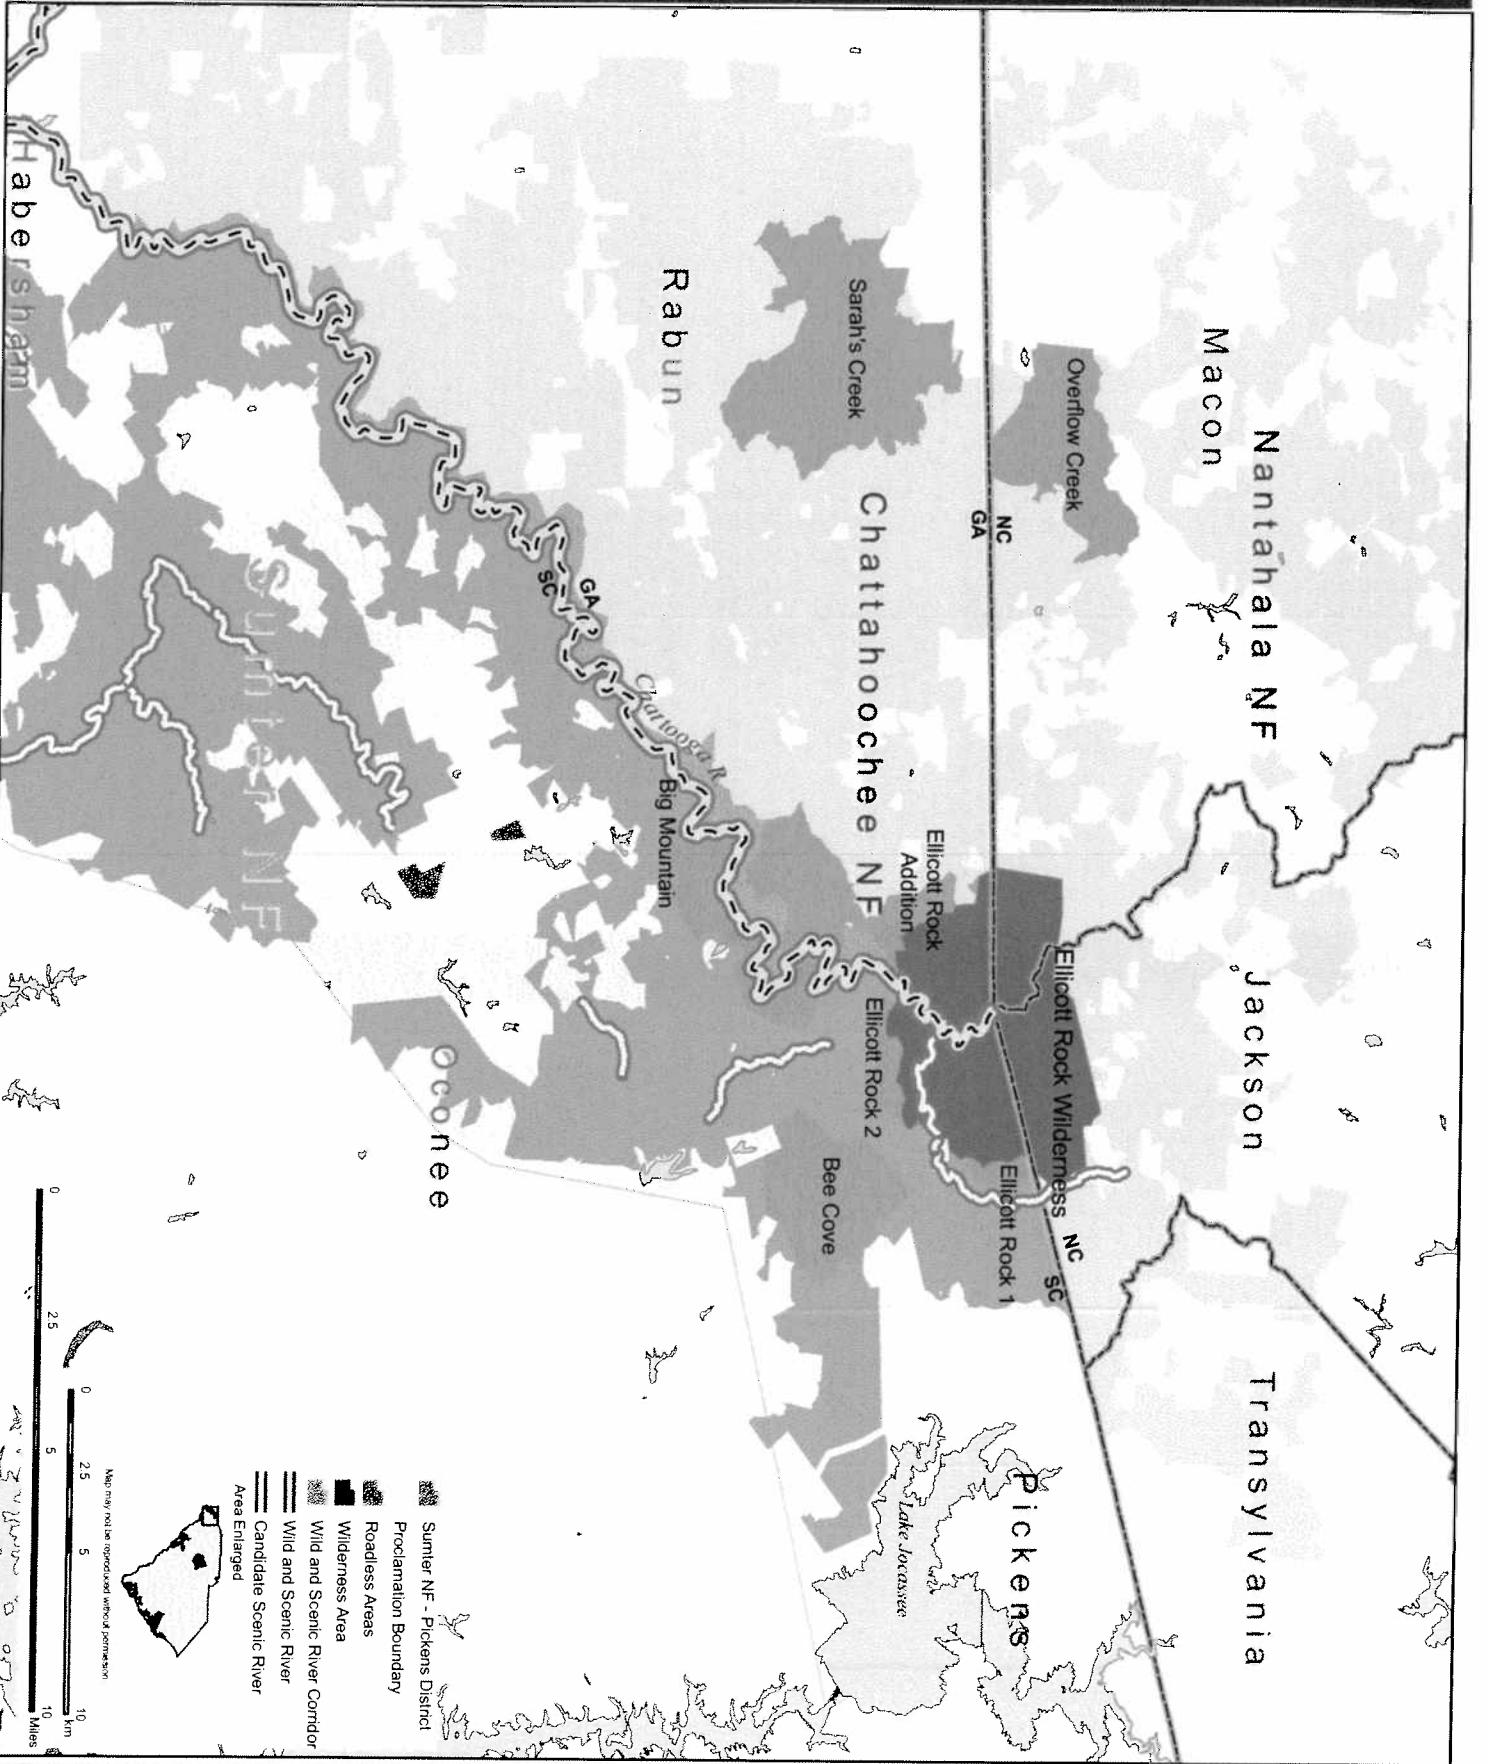 Nantahala NF
Macon
Jackson
Transylvania
Overflow Creek
Ellicott Rock Wilderness
NC
GA
NC
SC
Pickens
Ellicott Rock 1
Ellicott Rock
Addition
Sarah's Creek
Chattahoochee NF
Ellicott Rock 2
Lake Jocassee
Bee Cove
Rabun
Chattooga R
Big Mountain
GA
SC
Oconee
Sumter NF
Habersham
Sumter NF - Pickens District
Proclamation Boundary
Roadless Areas
Wilderness Area
Wild and Scenic River Corridor
Wild and Scenic River
Candidate Scenic River
Area Enlarged
Map may not be reproduced without permission
0 2.5 5 10
km
0 2.5 5 10
Miles